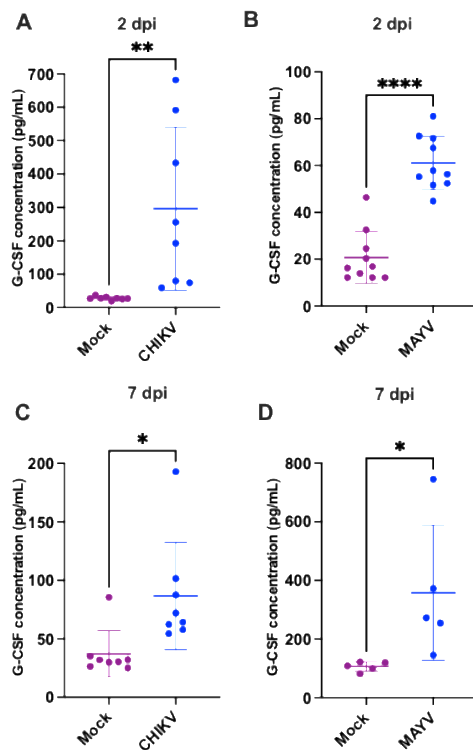 A
2 dpi
**
G-CSF concentration (pg/mL)
700
600
500
400
300
200
100
0
Mock
CHIKV
B
2 dpi
****
G-CSF concentration (pg/mL)
100
80
60
40
20
0
Mock
MAYV
C
7 dpi
*
G-CSF concentration (pg/mL)
200
150
100
50
0
Mock
CHIKV
D
7 dpi
*
G-CSF concentration (pg/mL)
800
600
400
200
0
Mock
MAYV